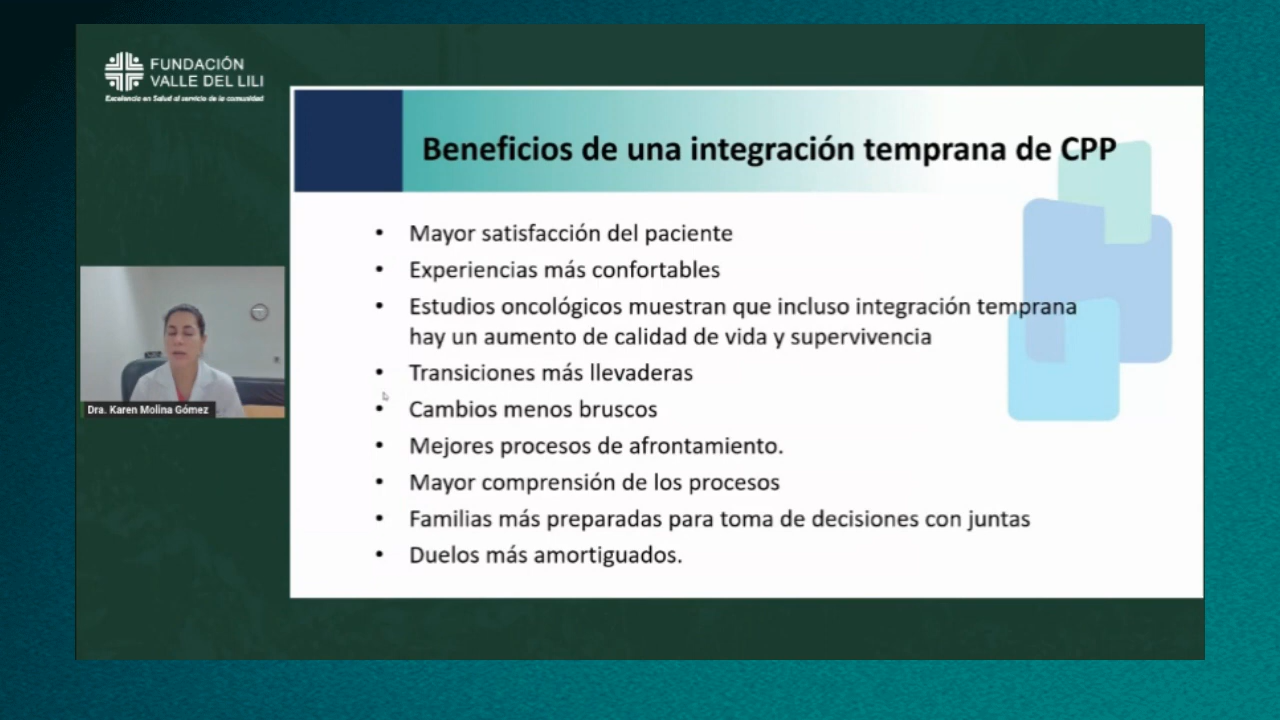 FUNDACIÓN
VALLE DEL LILI
Excelencia en Salud al servicio de la comunidad
Beneficios de una integración temprana de CPP
• Mayor satisfacción del paciente
• Experiencias más confortables
• Estudios oncológicos muestran que incluso integración temprana
hay un aumento de calidad de vida y supervivencia
• Transiciones más llevaderas
• Cambios menos bruscos
• Mejores procesos de afrontamiento.
• Mayor comprensión de los procesos
• Familias más preparadas para toma de decisiones con juntas
• Duelos más amortiguados.
Dra. Karen Molina Gómez